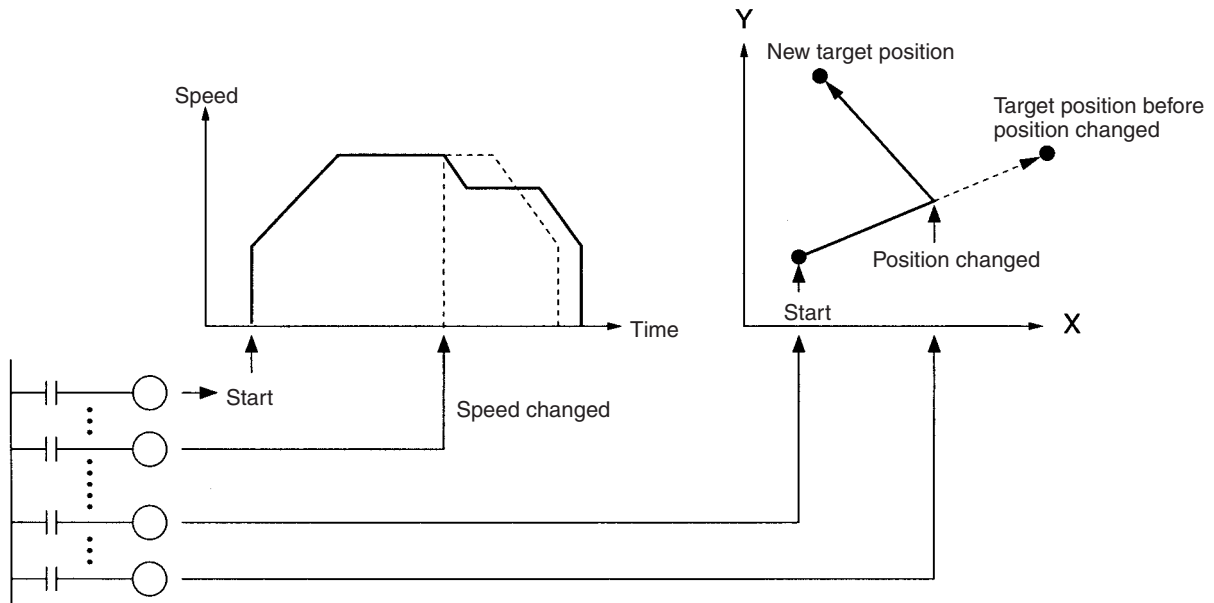 Speed
Time
Start
Speed changed
Y
New target position
Target position before
position changed
Position changed
Start
X